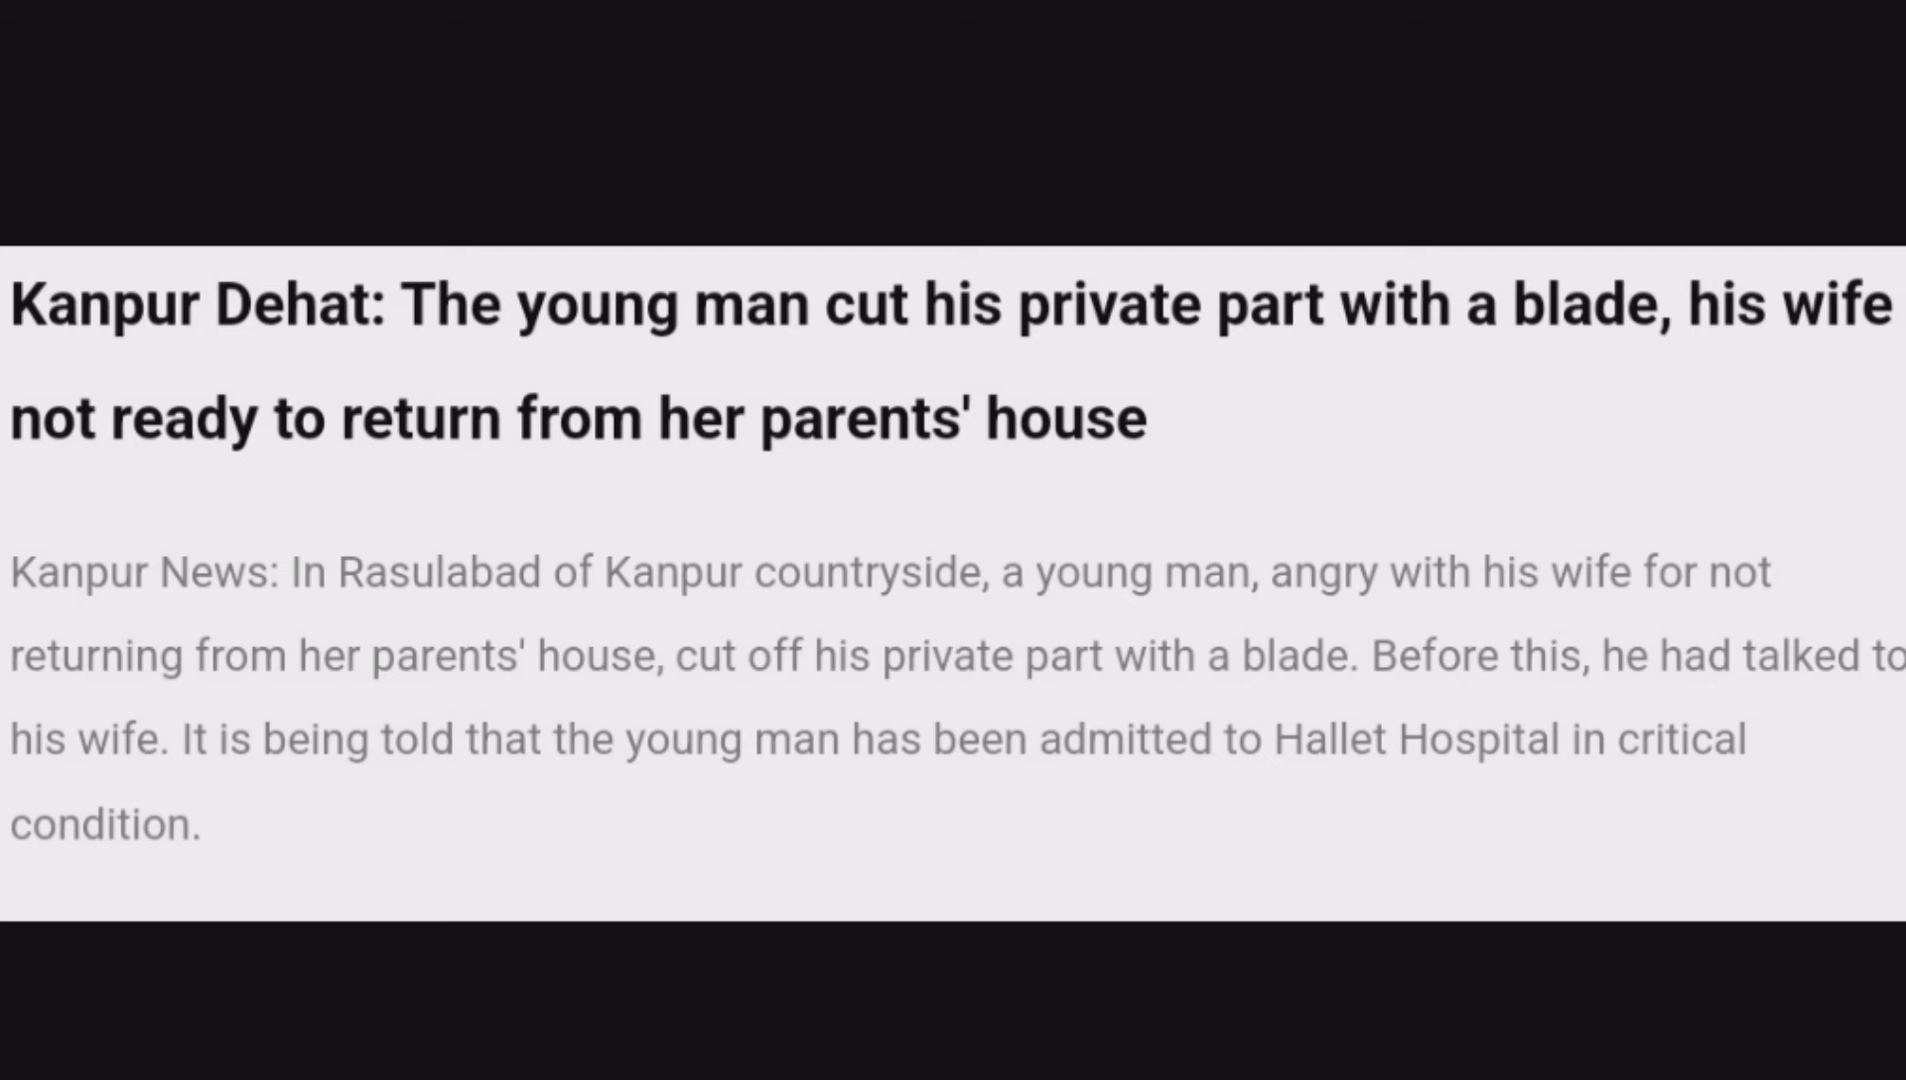 Kanpur Dehat: The young man cut his private part with a blade, his wife
not ready to return from her parents' house
Kanpur News: In Rasulabad of Kanpur countryside, a young man, angry with his wife for not
returning from her parents' house, cut off his private part with a blade. Before this, he had talked to
his wife. It is being told that the young man has been admitted to Hallet Hospital in critical
condition.